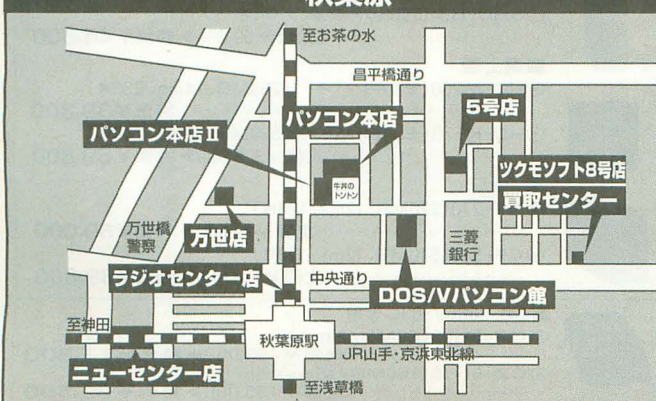 至お茶の水
昌平橋通り
パソコン本店
5号店
パソコン本店Ⅱ
牛丼の
トントン
ツクモソフト8号店
買取センター
万世橋
警察
万世店
三菱
銀行
ラジオセンター店
中央通り
DOS/Vパソコン館
至神田
秋葉原駅
JR山手・京浜東北線
ニューセンター店
至浅草橋